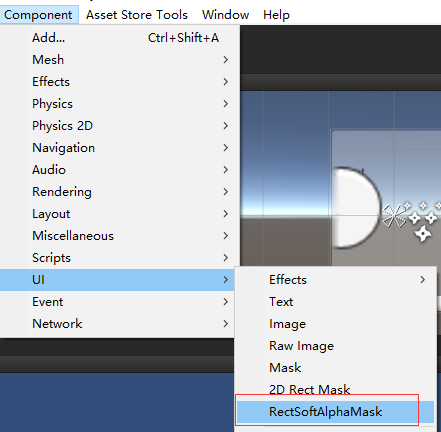 Component Asset Store Tools Window Help
Add... Ctrl+Shift+A
Mesh
Effects
Physics
Physics 2D
Navigation
Audio
Rendering
Layout
Miscellaneous
Scripts
UI
Event
Network
Effects
Text
Image
Raw Image
Mask
2D Rect Mask
RectSoftAlphaMask